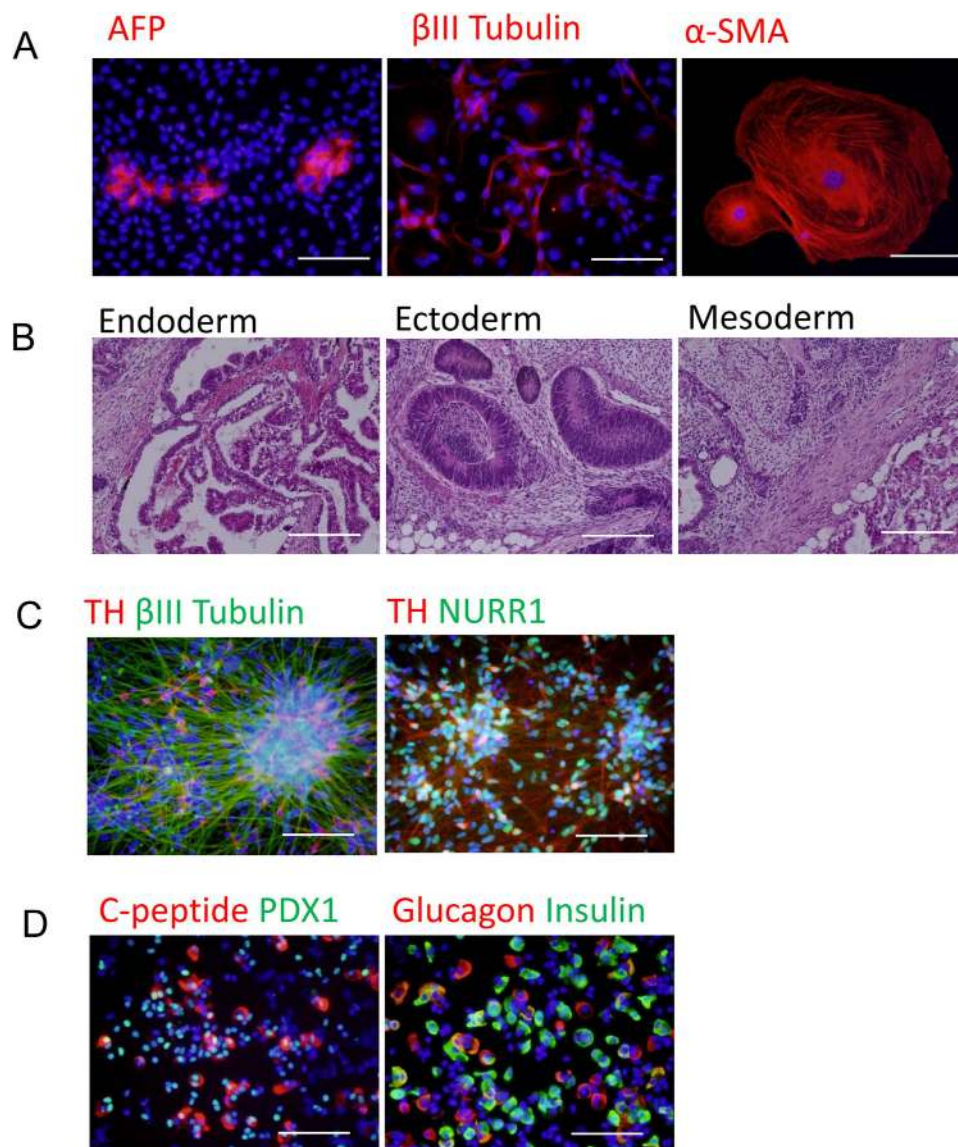 A
AFP βIII Tubulin α-SMA
B
Endoderm Ectoderm Mesoderm
C
TH βIII Tubulin TH NURR1
D
C-peptide PDX1 Glucagon Insulin